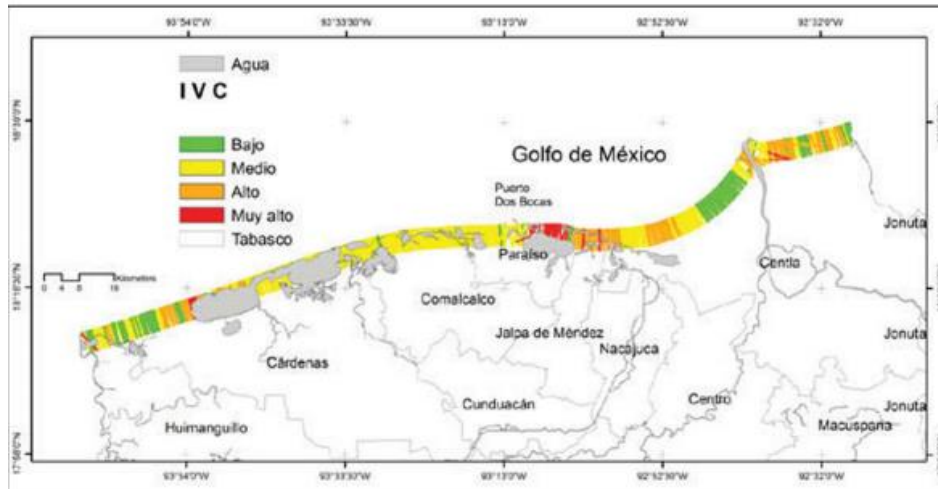 93°54'0"W 93°33'30"W 93°13'0"W 92°52'30"W 92°32'0"W
Agua
I V C
Bajo
Medio
Alto
Muy alto
Tabasco
Golfo de México
Puerto
Dos Bocas
Paraíso
Centla
Jonuta
Kilometers
0 4 8 16
Comalcalco
Jalpa de Méndez
Nacajuca
Jonuta
Cárdenas
Cunduacán
Centro
Jonuta
Huimanguillo
Macuspana
93°54'0"W 93°33'30"W 93°13'0"W 92°52'30"W 92°32'0"W